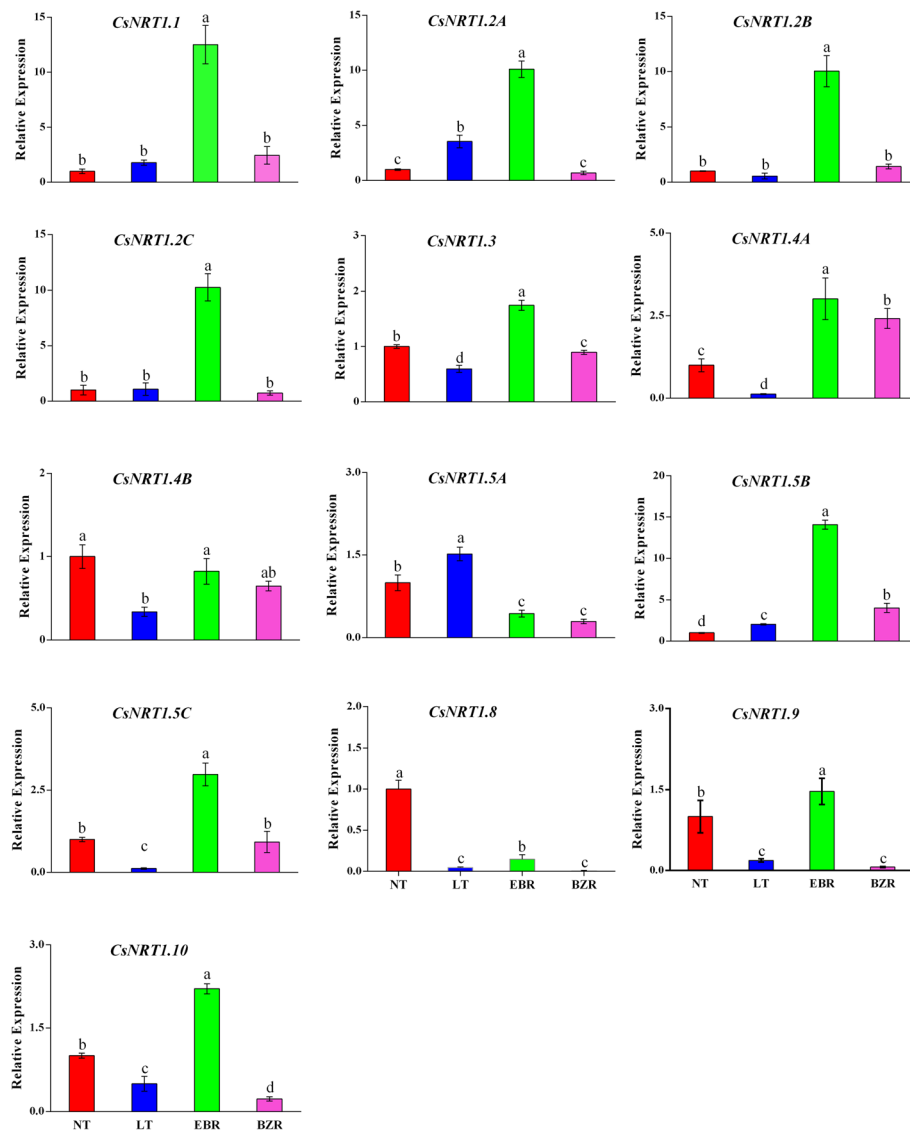 CsNRT1.1
Relative Expression
15
10
5
0
b
b
a
b
CsNRT1.2A
Relative Expression
15
10
5
0
c
b
a
c
CsNRT1.2B
Relative Expression
15
10
5
0
b
b
a
b
CsNRT1.2C
Relative Expression
15
10
5
0
b
b
a
b
CsNRT1.3
Relative Expression
3
2
1
0
b
d
a
c
CsNRT1.4A
Relative Expression
5.0
2.5
0.0
c
d
a
b
CsNRT1.4B
Relative Expression
2
1
0
a
b
a
ab
CsNRT1.5A
Relative Expression
3.0
1.5
0.0
b
a
c
c
CsNRT1.5B
Relative Expression
20
15
10
5
0
d
c
a
b
CsNRT1.5C
Relative Expression
5.0
2.5
0.0
b
c
a
b
CsNRT1.8
Relative Expression
2.0
1.5
1.0
0.5
0.0
a
c
b
c
NT LT EBR BZR
CsNRT1.9
Relative Expression
3.0
1.5
0.0
b
c
a
c
NT LT EBR BZR
CsNRT1.10
Relative Expression
3.0
1.5
0.0
b
c
a
d
NT LT EBR BZR